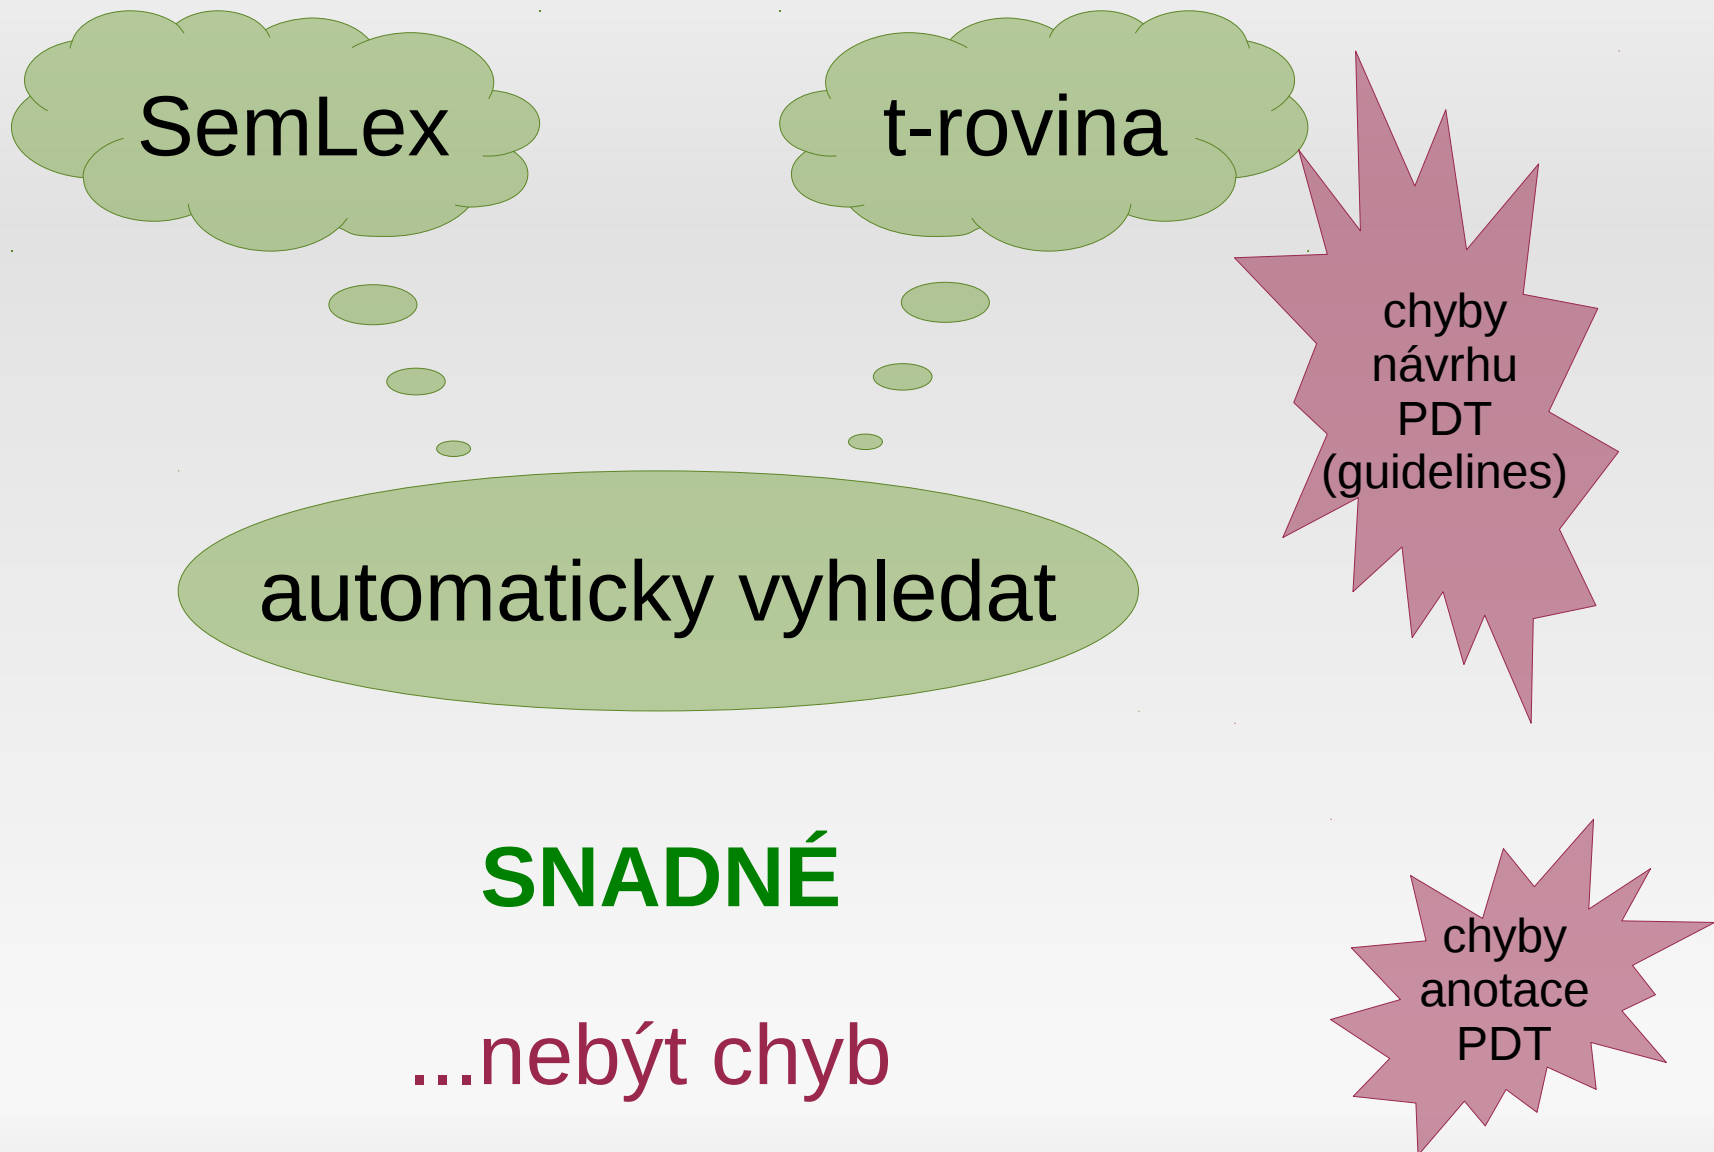 SemLex
t-rovina
chyby
návrhu
PDT
(guidelines)
automaticky vyhledat
SNADNÉ
...nebýt chyb
chyby
anotace
PDT